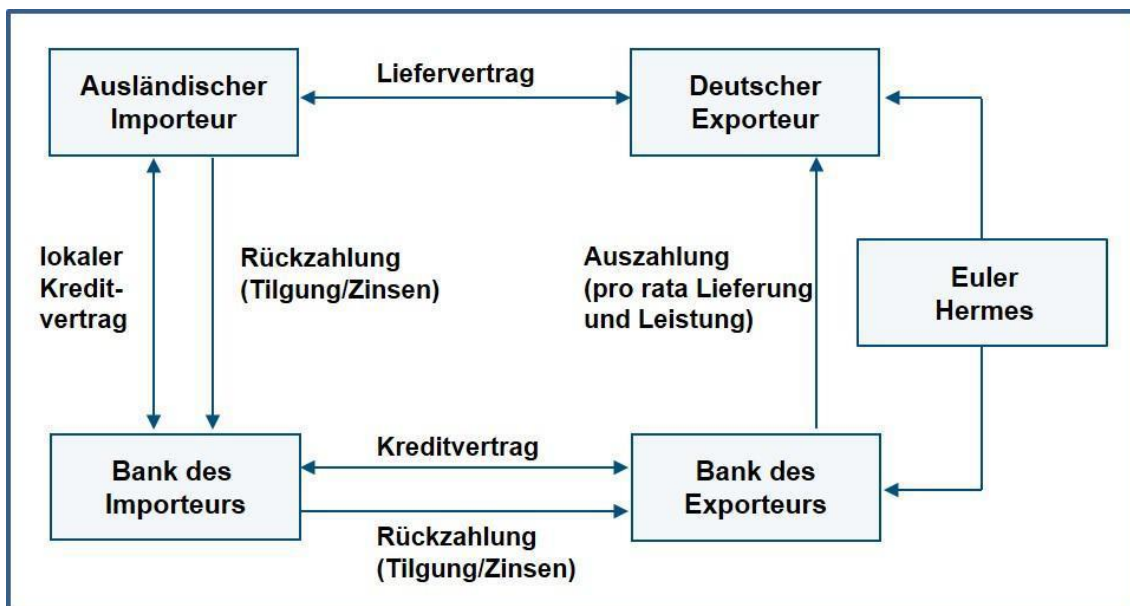 Ausländischer
Importeur
Liefervertrag
Deutscher
Exporteur
lokaler
Kredit-
vertrag
Rückzahlung
(Tilgung/Zinsen)
Auszahlung
(pro rata Lieferung
und Leistung)
Euler
Hermes
Bank des
Importeurs
Kreditvertrag
Rückzahlung
(Tilgung/Zinsen)
Bank des
Exporteurs